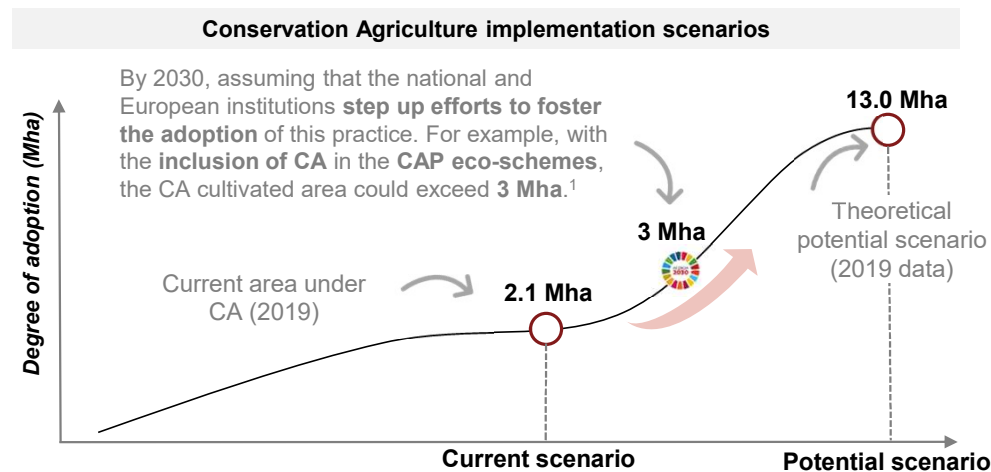 Conservation Agriculture implementation scenarios
By 2030, assuming that the national and
European institutions step up efforts to foster
the adoption of this practice. For example, with
the inclusion of CA in the CAP eco-schemes,
the CA cultivated area could exceed 3 Mha.¹
13.0 Mha
Degree of adoption (Mha)
3 Mha
2030
Theoretical
potential scenario
(2019 data)
Current area under
CA (2019)
2.1 Mha
Current scenario
Potential scenario